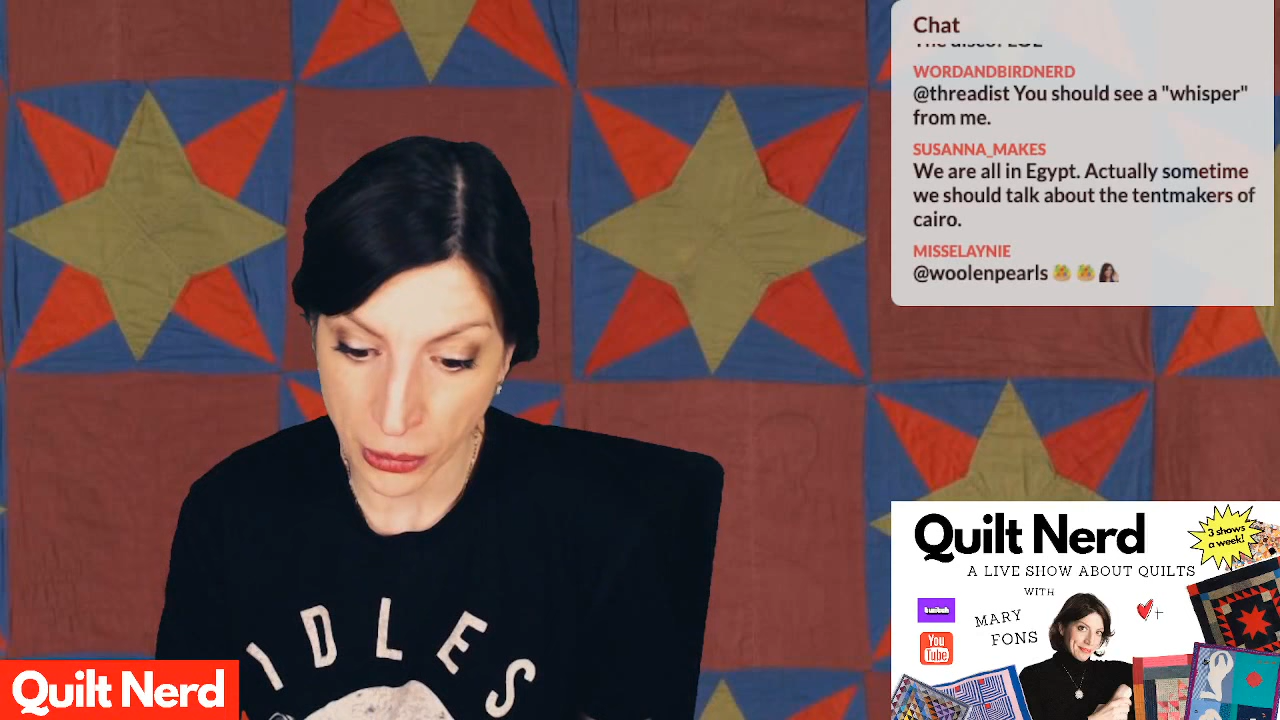 Chat
WORDANDBIRDNERD
@threadist You should see a "whisper"
from me.
SUSANNA_MAKES
We are all in Egypt. Actually sometime
we should talk about the tentmakers of
cairo.
MISSELAYNIE
@woolenpearls
IDLES
Quilt Nerd
3 shows
a week!
A LIVE SHOW ABOUT QUILTS
WITH
MARY
FONS
You
Tube
Quilt Nerd